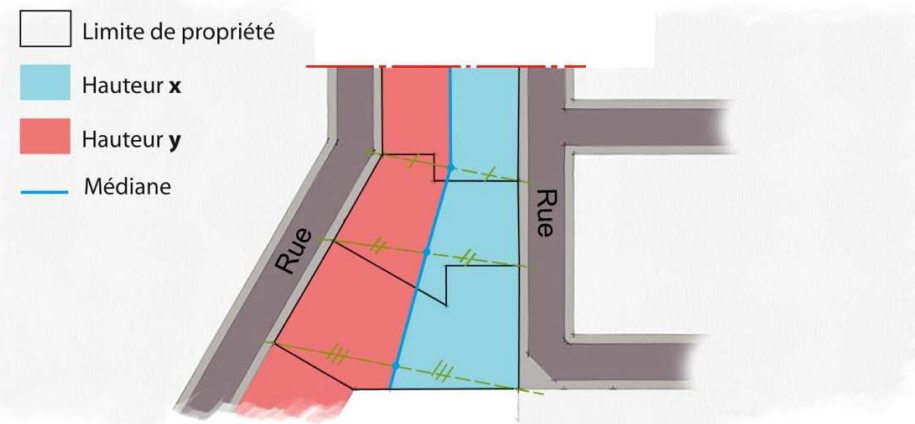 Limite de propriété
Hauteur x
Hauteur y
Médiane
Rue
Rue